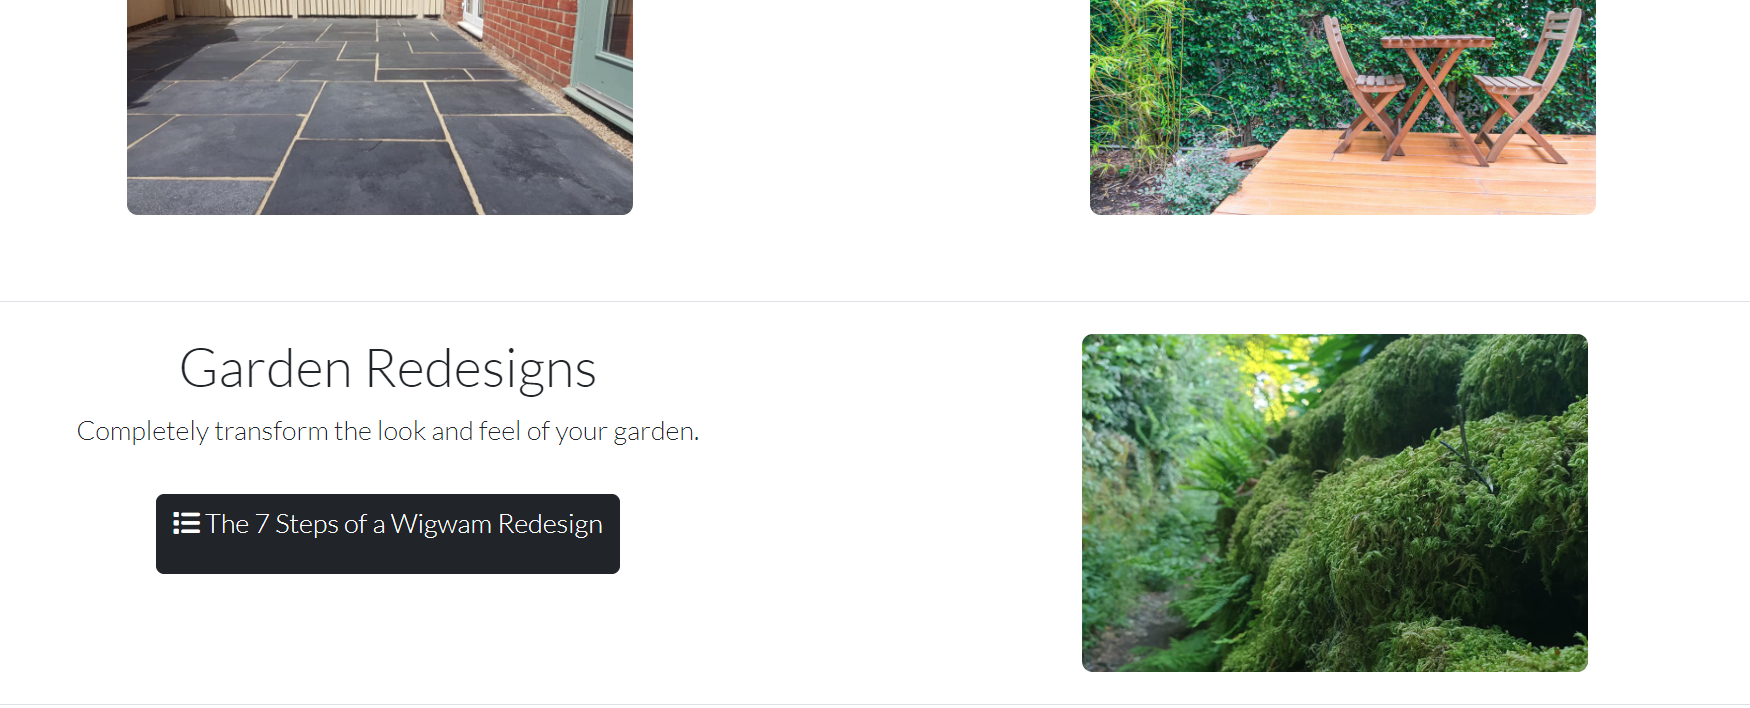 Garden Redesigns
Completely transform the look and feel of your garden.
The 7 Steps of a Wigwam Redesign